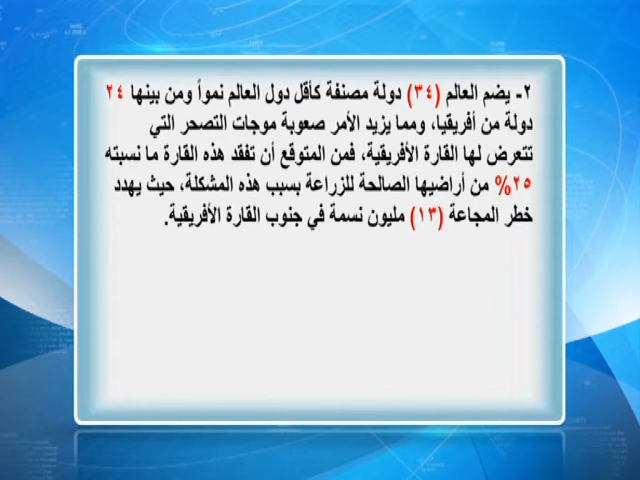 ٢- يضم العالم (٣٤) دولة مصنفة كأقل دول العالم نمواً ومن بينها ٢٤
دولة من أفريقيا، ومما يزيد الأمر صعوبة موجات التصحر التي
تتعرض لها القارة الأفريقية، فمن المتوقع أن تفقد هذه القارة ما نسبته
٢٥% من أراضيها الصالحة للزراعة بسبب هذه المشكلة، حيث يهدد
خطر المجاعة (١٣) مليون نسمة في جنوب القارة الأفريقية.